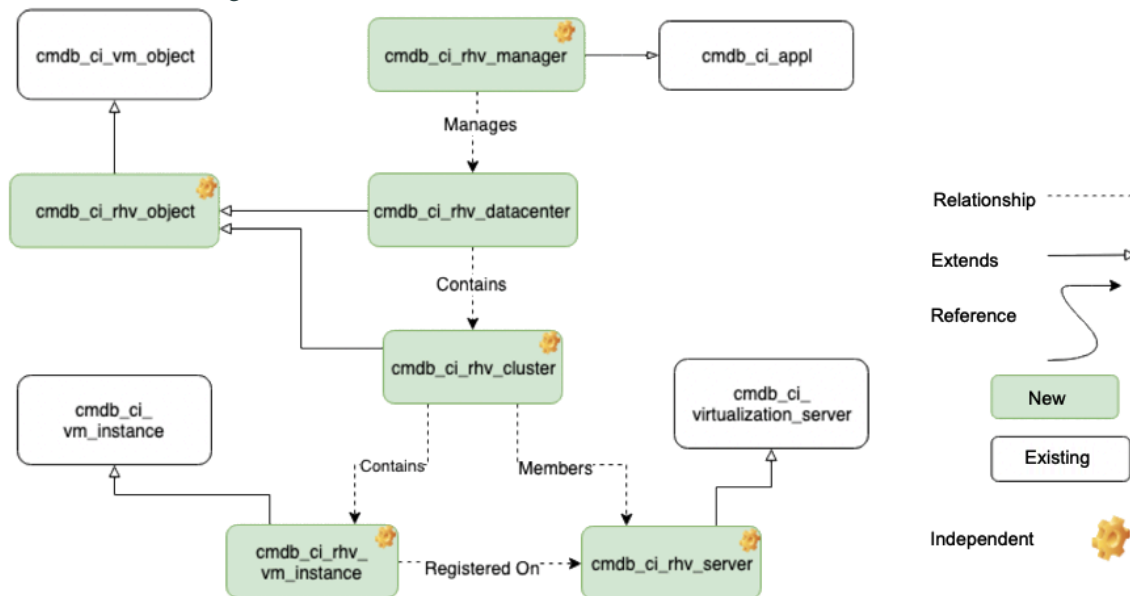 cmdb_ci_vm_object
cmdb_ci_rhv_manager
cmdb_ci_appl
Manages
cmdb_ci_rhv_object
cmdb_ci_rhv_datacenter
Contains
cmdb_ci_rhv_cluster
cmdb_ci_
vm_instance
cmdb_ci_
virtualization_server
Contains
Members
cmdb_ci_rhv_
vm_instance
Registered On
cmdb_ci_rhv_server
Relationship
Extends
Reference
New
Existing
Independent